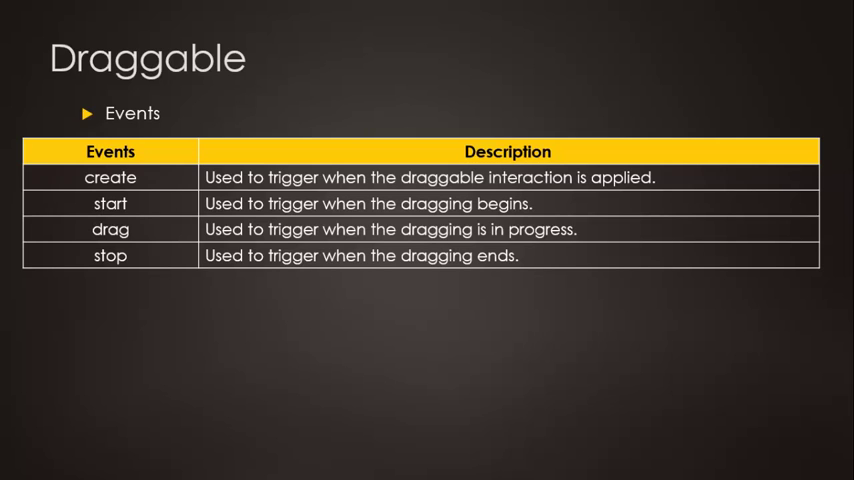 Draggable
Events
Events Description
create Used to trigger when the draggable interaction is applied.
start Used to trigger when the dragging begins.
drag Used to trigger when the dragging is in progress.
stop Used to trigger when the dragging ends.